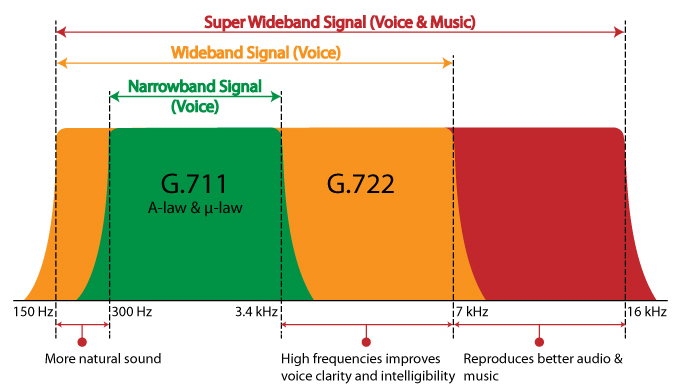 Super Wideband Signal (Voice & Music)
Wideband Signal (Voice)
Narrowband Signal
(Voice)
G.711
A-law & μ-law
G.722
150 Hz
300 Hz
3.4 kHz
7 kHz
16 kHz
More natural sound
High frequencies improves
voice clarity and intelligibility
Reproduces better audio &
music